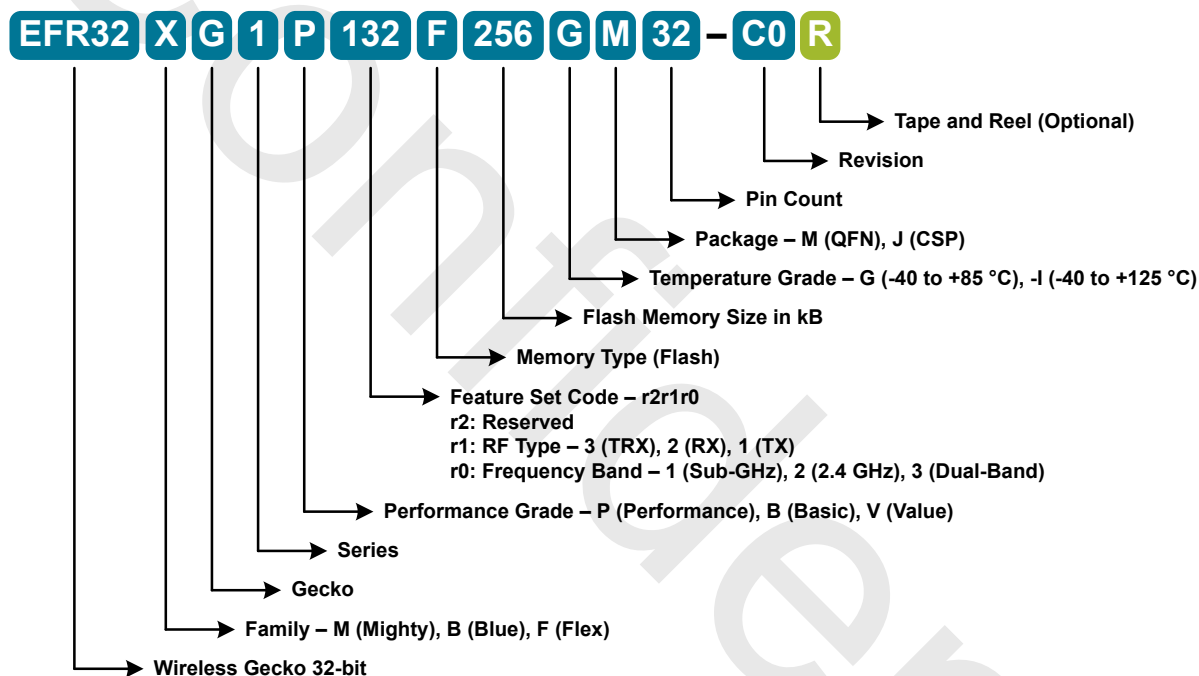 EFR32 X G 1 P 132 F 256 G M 32 – C0 R
Tape and Reel (Optional)
Revision
Pin Count
Package – M (QFN), J (CSP)
Temperature Grade – G (-40 to +85 °C), -I (-40 to +125 °C)
Flash Memory Size in kB
Memory Type (Flash)
Feature Set Code – r2r1r0
r2: Reserved
r1: RF Type – 3 (TRX), 2 (RX), 1 (TX)
r0: Frequency Band – 1 (Sub-GHz), 2 (2.4 GHz), 3 (Dual-Band)
Performance Grade – P (Performance), B (Basic), V (Value)
Series
Gecko
Family – M (Mighty), B (Blue), F (Flex)
Wireless Gecko 32-bit
Confiden